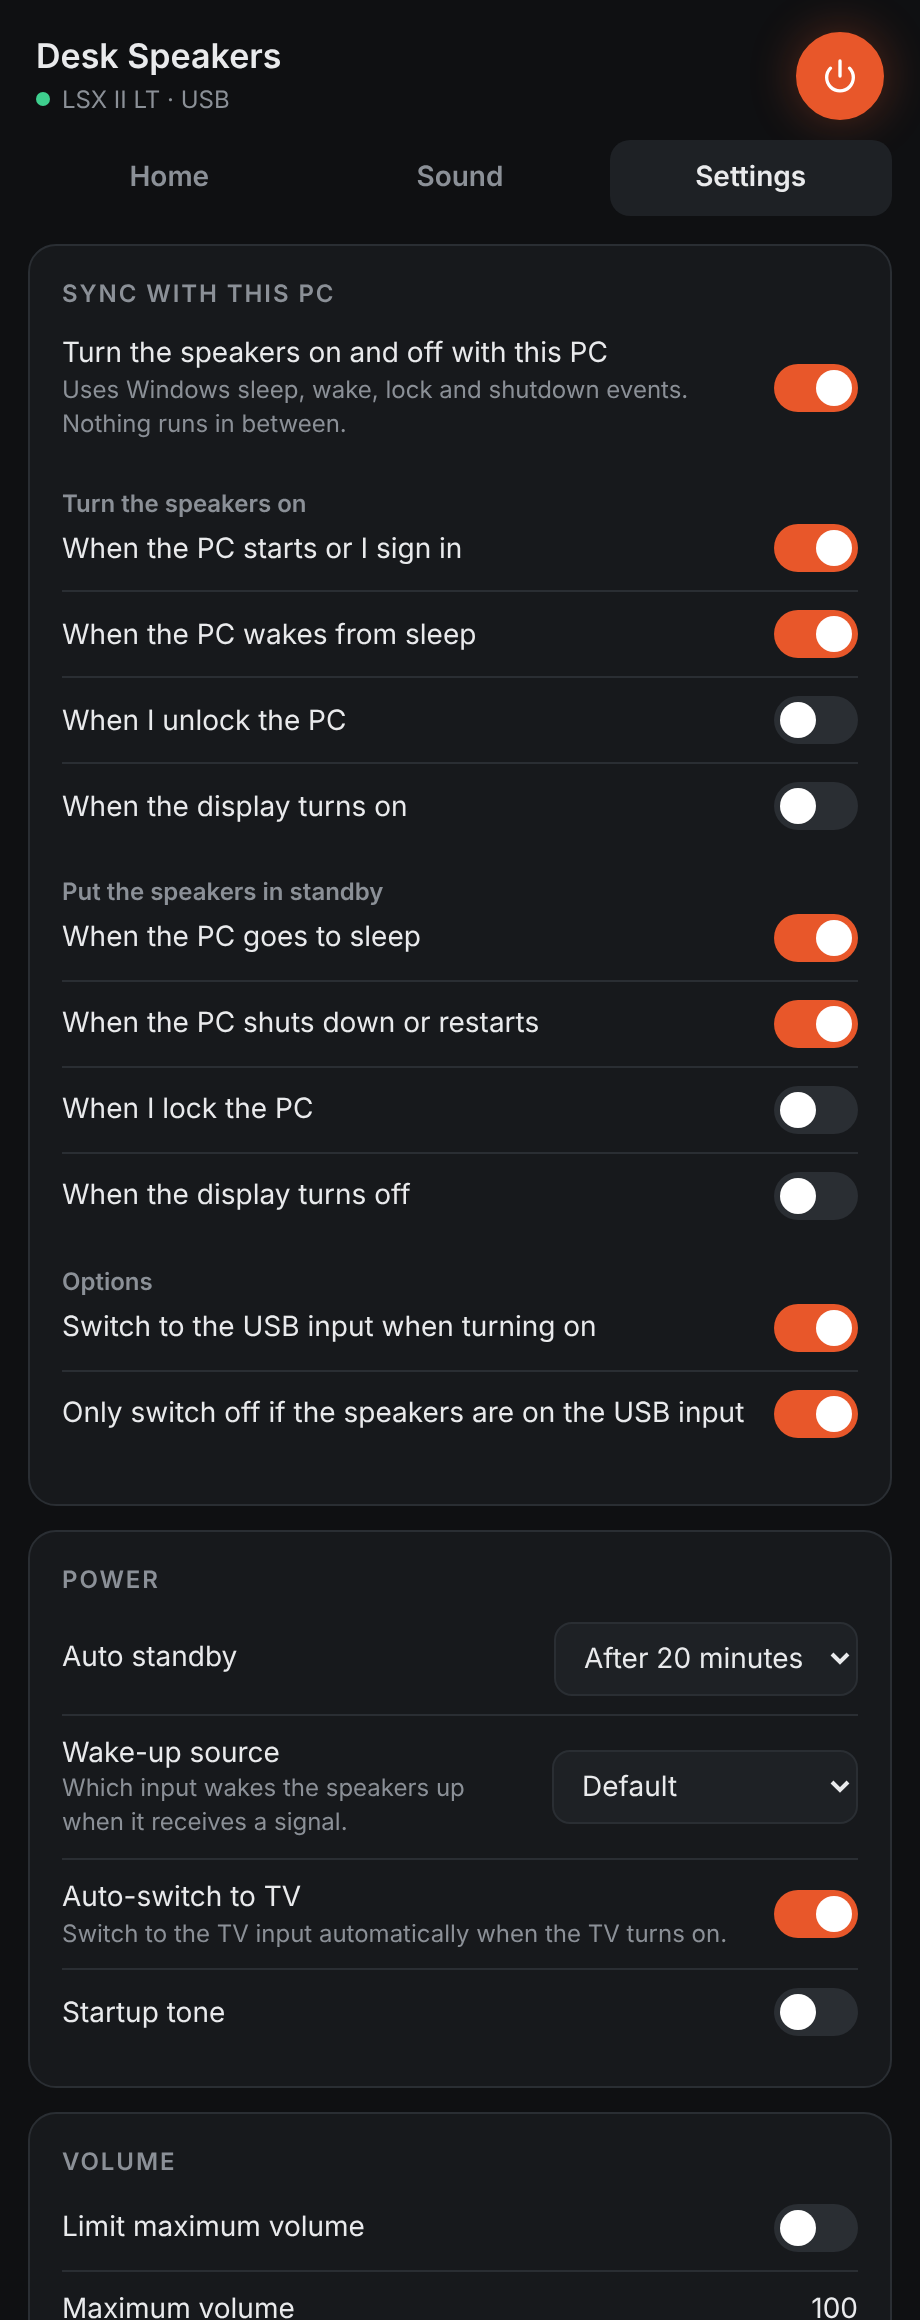 Desk Speakers
LSX II LT · USB
Home
Sound
Settings
SYNC WITH THIS PC
Turn the speakers on and off with this PC
Uses Windows sleep, wake, lock and shutdown events.
Nothing runs in between.
Turn the speakers on
When the PC starts or I sign in
When the PC wakes from sleep
When I unlock the PC
When the display turns on
Put the speakers in standby
When the PC goes to sleep
When the PC shuts down or restarts
When I lock the PC
When the display turns off
Options
Switch to the USB input when turning on
Only switch off if the speakers are on the USB input
POWER
Auto standby
After 20 minutes
Wake-up source
Which input wakes the speakers up
when it receives a signal.
Default
Auto-switch to TV
Switch to the TV input automatically when the TV turns on.
Startup tone
VOLUME
Limit maximum volume
Maximum volume
100